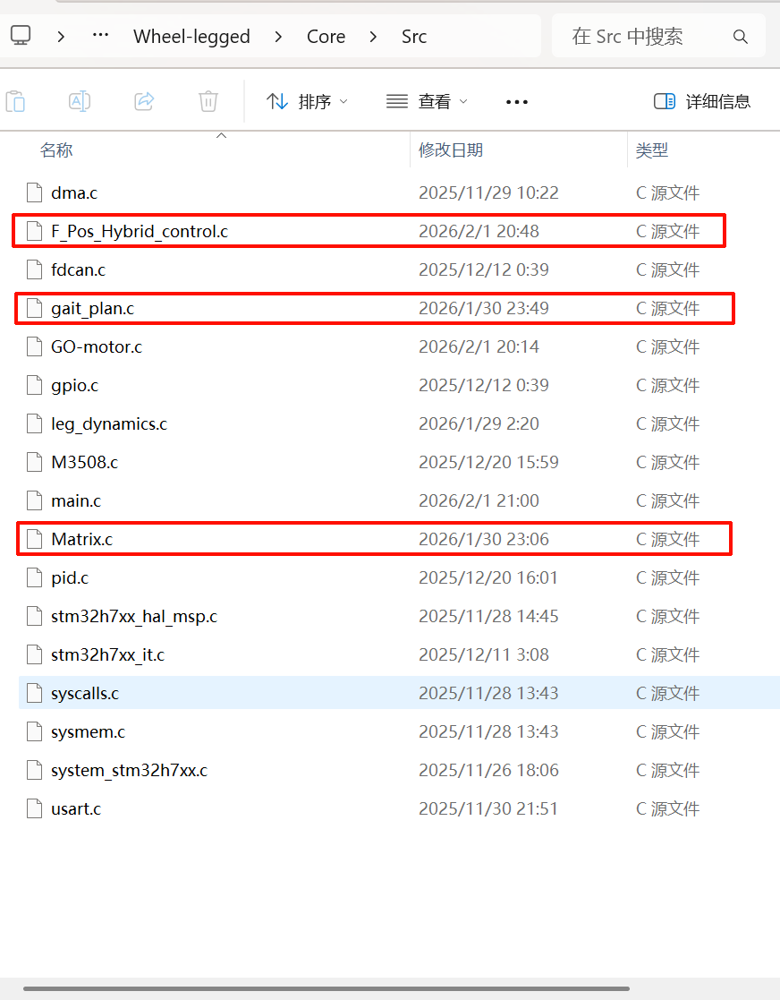 ··· Wheel-legged Core Src 在 Src 中搜索
排序 查看 ··· 详细信息
名称 修改日期 类型
dma.c 2025/11/29 10:22 C 源文件
F_Pos_Hybrid_control.c 2026/2/1 20:48 C 源文件
fdcan.c 2025/12/12 0:39 C 源文件
gait_plan.c 2026/1/30 23:49 C 源文件
GO-motor.c 2026/2/1 20:14 C 源文件
gpio.c 2025/12/12 0:39 C 源文件
leg_dynamics.c 2026/1/29 2:20 C 源文件
M3508.c 2025/12/20 15:59 C 源文件
main.c 2026/2/1 21:00 C 源文件
Matrix.c 2026/1/30 23:06 C 源文件
pid.c 2025/12/20 16:01 C 源文件
stm32h7xx_hal_msp.c 2025/11/28 14:45 C 源文件
stm32h7xx_it.c 2025/12/11 3:08 C 源文件
syscalls.c 2025/11/28 13:43 C 源文件
sysmem.c 2025/11/28 13:43 C 源文件
system_stm32h7xx.c 2025/11/26 18:06 C 源文件
usart.c 2025/11/30 21:51 C 源文件